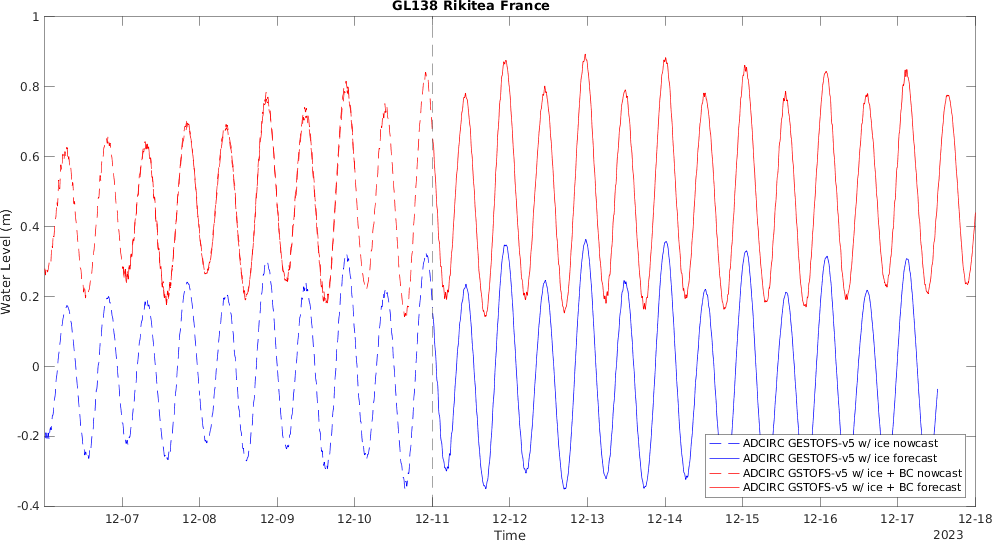 GL138 Rikitea France
Water Level (m)
1
0.8
0.6
0.4
0.2
0
-0.2
-0.4
ADCIRC GESTOFS-v5 w/ ice nowcast
ADCIRC GESTOFS-v5 w/ ice forecast
ADCIRC GSTOFS-v5 w/ ice + BC nowcast
ADCIRC GSTOFS-v5 w/ ice + BC forecast
12-07 12-08 12-09 12-10 12-11 12-12 12-13 12-14 12-15 12-16 12-17 12-18
Time
2023